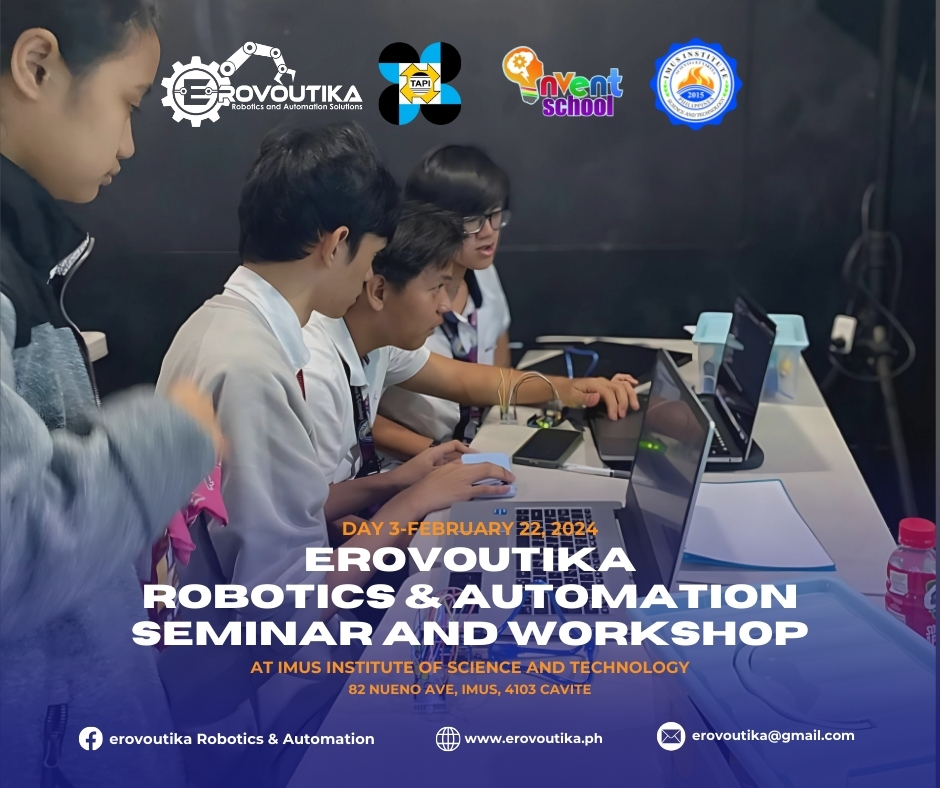 EROVOUTIKA
Robotics and Automation Solutions
TAPI
Invent
school
IMUS INSTITUTE
PHILIPPINES
2015
SCIENCE AND TECHNOLOGY
DAY 3-FEBRUARY 22, 2024
EROVOUTIKA
ROBOTICS & AUTOMATION
SEMINAR AND WORKSHOP
AT IMUS INSTITUTE OF SCIENCE AND TECHNOLOGY
82 NUENO AVE, IMUS, 4103 CAVITE
erovoutika Robotics & Automation
www.erovoutika.ph
erovoutika@gmail.com